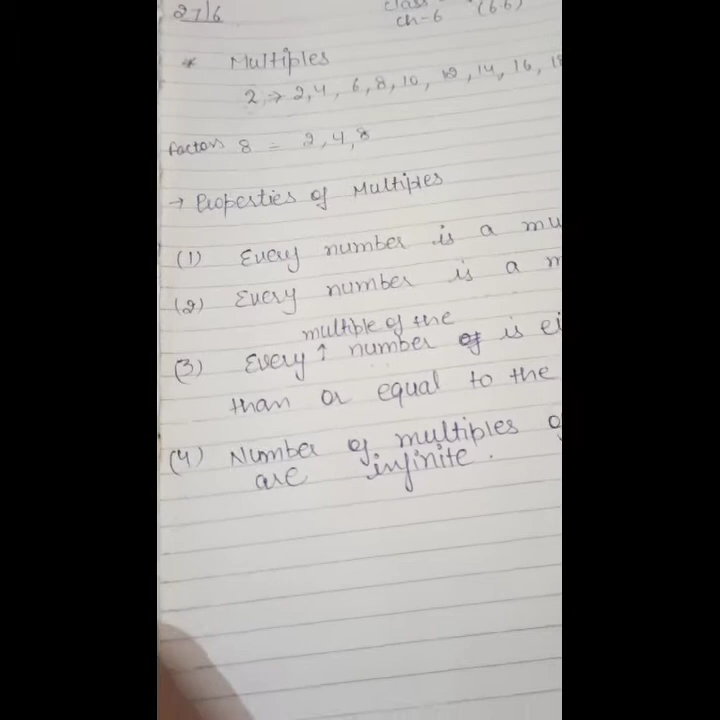 27/6
class
ch-6 (6.6)
* Multiples
2 → 2, 4, 6, 8, 10, 12, 14, 16, 18
factors 8 = 2, 4, 8
→ Properties of Multiples
(1) Every number is a mu
(2) Every number is a m
multiple of the
(3) Every ↑ number of is ei
than or equal to the
(4) Number of multiples of
are infinite.